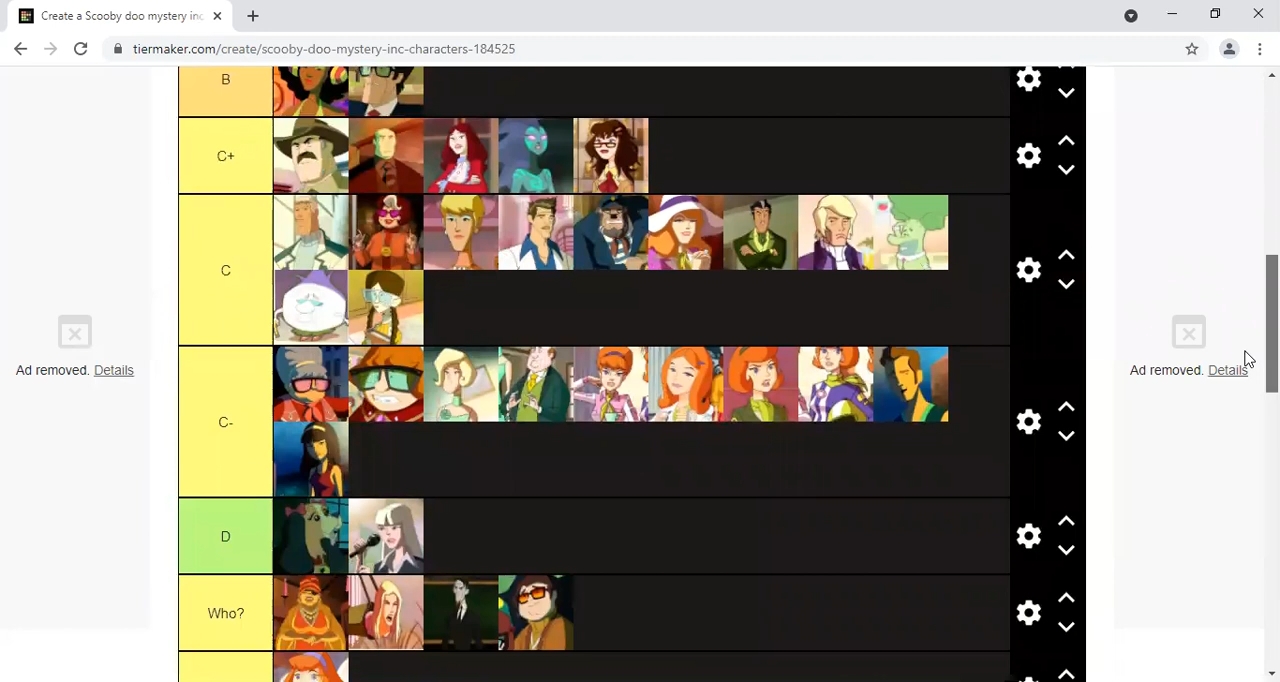 Create a Scooby doo mystery inc
tiermaker.com/create/scooby-doo-mystery-inc-characters-184525
B
C+
C
Ad removed. Details
Ad removed. Details
C-
D
Who?